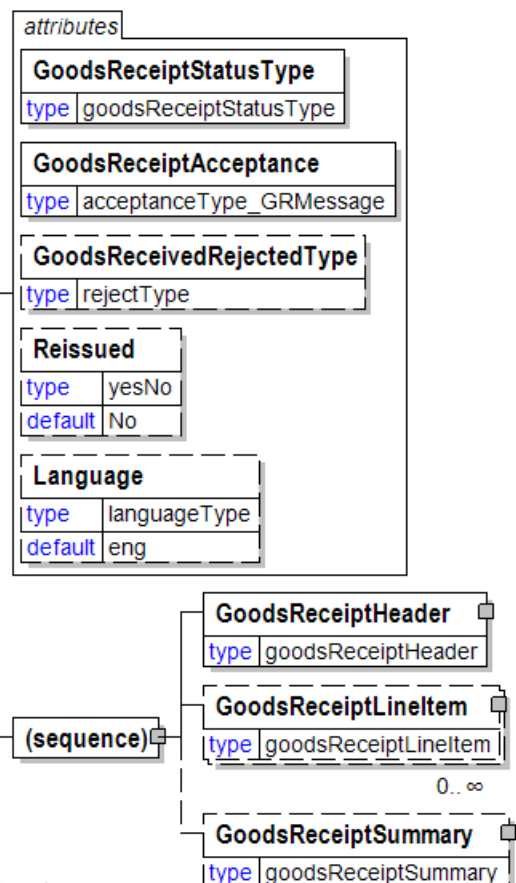 attributes
GoodsReceiptStatusType
type goodsReceiptStatusType
GoodsReceiptAcceptance
type acceptanceType_GRMessage
GoodsReceivedRejectedType
type rejectType
Reissued
type yesNo
default No
Language
type languageType
default eng
GoodsReceiptHeader
type goodsReceiptHeader
GoodsReceiptLineItem
type goodsReceiptLineItem
(sequence)
0..∞
GoodsReceiptSummary
type goodsReceiptSummary